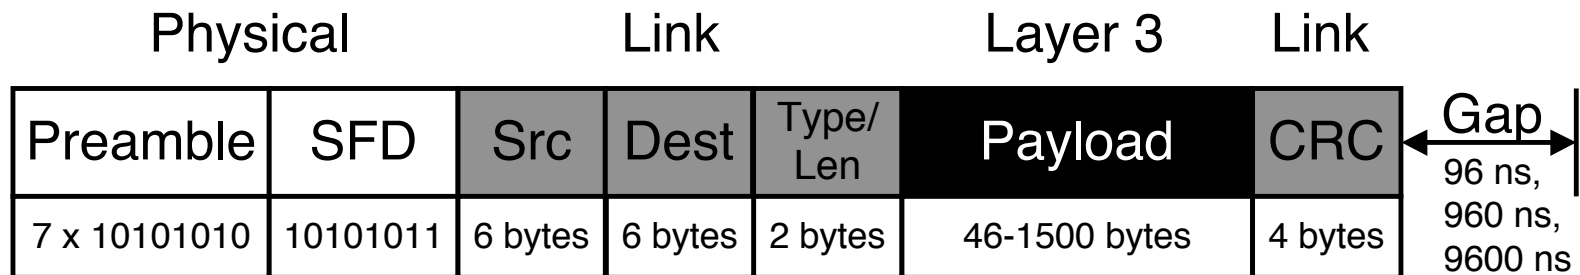 Physical Link Layer 3 Link
Preamble SFD Src Dest Type/ Len Payload CRC Gap
7 x 10101010 10101011 6 bytes 6 bytes 2 bytes 46-1500 bytes 4 bytes 96 ns,
960 ns,
9600 ns